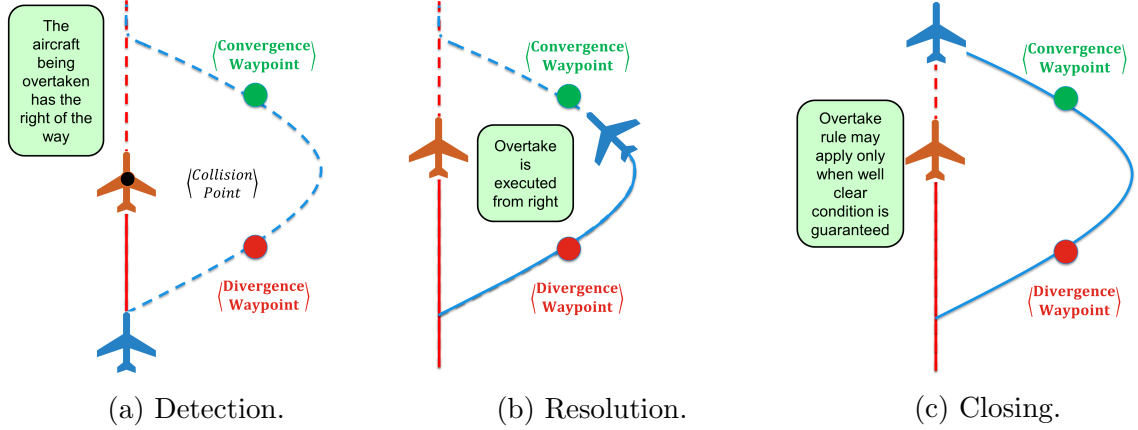 The
aircraft
being
overtaken
has the
right of the
way
⟨Convergence
Waypoint⟩
⟨Collision
Point⟩
⟨Divergence
Waypoint⟩
(a) Detection.
⟨Convergence
Waypoint⟩
Overtake
is
executed
from right
⟨Divergence
Waypoint⟩
(b) Resolution.
⟨Convergence
Waypoint⟩
Overtake
rule may
apply only
when well
clear
condition is
guaranteed
⟨Divergence
Waypoint⟩
(c) Closing.